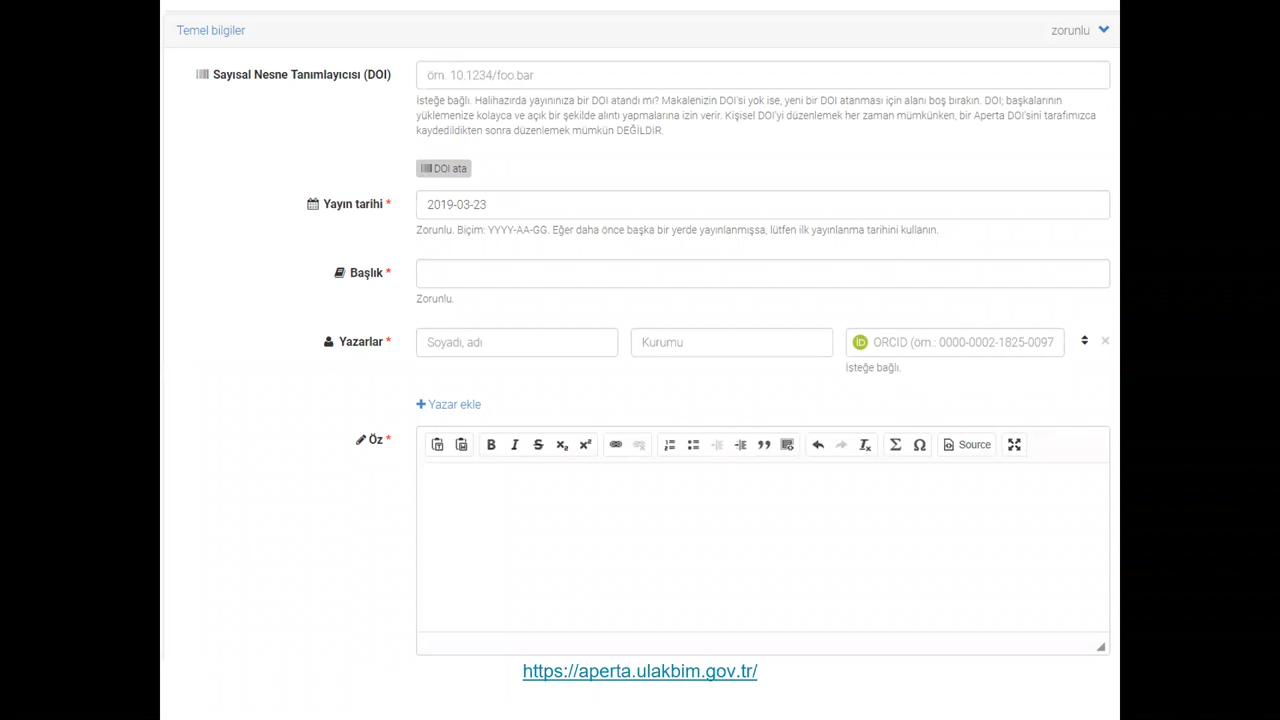 Temel bilgiler zorunlu
Sayısal Nesne Tanımlayıcısı (DOI) örn. 10.1234/foo.bar
İsteğe bağlı. Halihazırda yayınınıza bir DOI atandı mı? Makalenizin DOI'si yok ise, yeni bir DOI atanması için alanı boş bırakın. DOI; başkalarının
yüklemenize kolayca ve açık bir şekilde alıntı yapmalarına izin verir. Kişisel DOI'yi düzenlemek her zaman mümkünken, bir Aperta DOI'sini tarafımızca
kaydedildikten sonra düzenlemek mümkün DEĞİLDİR.
DOI ata
Yayın tarihi * 2019-03-23
Zorunlu. Biçim: YYYY-AA-GG. Eğer daha önce başka bir yerde yayınlanmışsa, lütfen ilk yayınlanma tarihini kullanın.
Başlık *
Zorunlu.
Yazarlar * Soyadı, adı Kurumu iD ORCID (örn.: 0000-0002-1825-0097
İsteğe bağlı.
+ Yazar ekle
Öz * B I S x₂ x² Σ Ω Source
https://aperta.ulakbim.gov.tr/